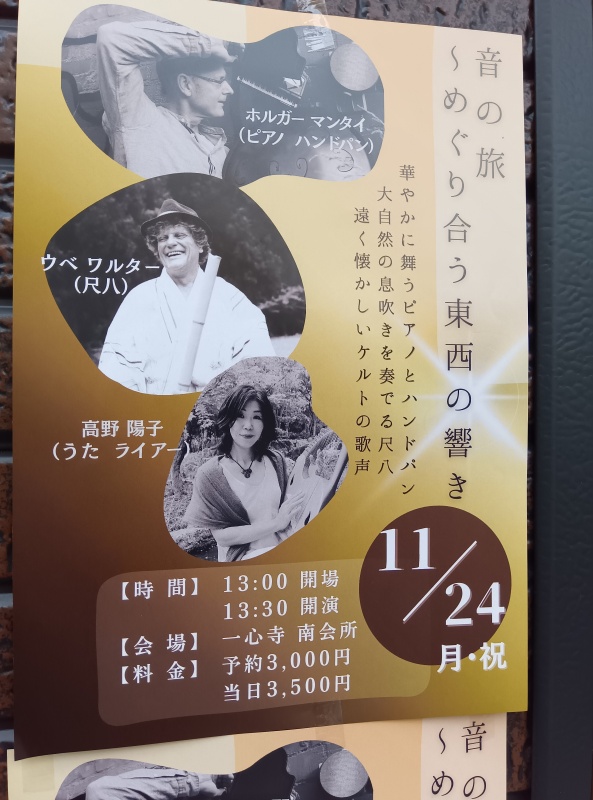 音の旅
～めぐり合う東西の響き
華やかに舞うピアノとハンドパン
大自然の息吹きを奏でる尺八
遠く懐かしいケルトの歌声
ホルガー マンタイ
（ピアノ ハンドパン）
ウベ ワルター
（尺八）
高野 陽子
（うた ライアー）
11/24
月・祝
【時 間】 13:00 開場
13:30 開演
【会 場】 一心寺 南会所
【料 金】 予約3,000円
当日3,500円
音の
～め